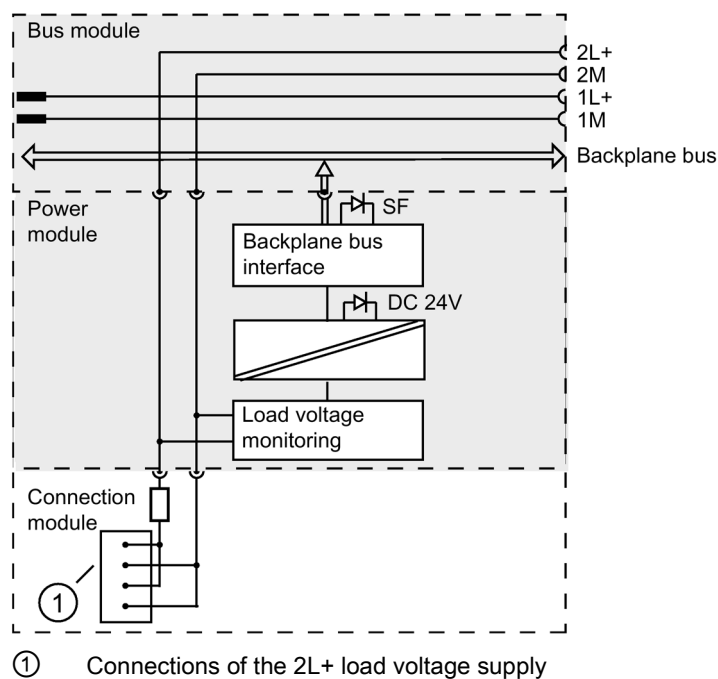 Bus module
2L+
2M
1L+
1M
Backplane bus
Power
module
SF
Backplane bus
interface
DC 24V
Load voltage
monitoring
Connection
module
1
1 Connections of the 2L+ load voltage supply